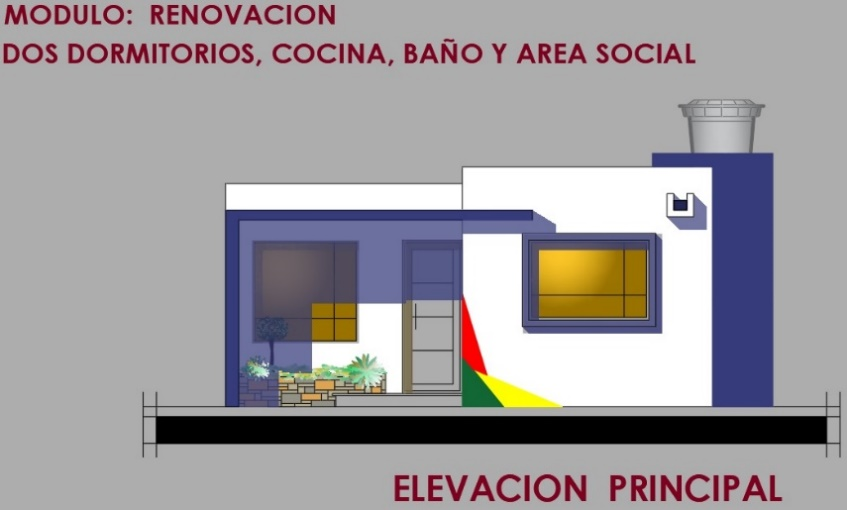 MODULO: RENOVACION
DOS DORMITORIOS, COCINA, BAÑO Y AREA SOCIAL
ELEVACION PRINCIPAL